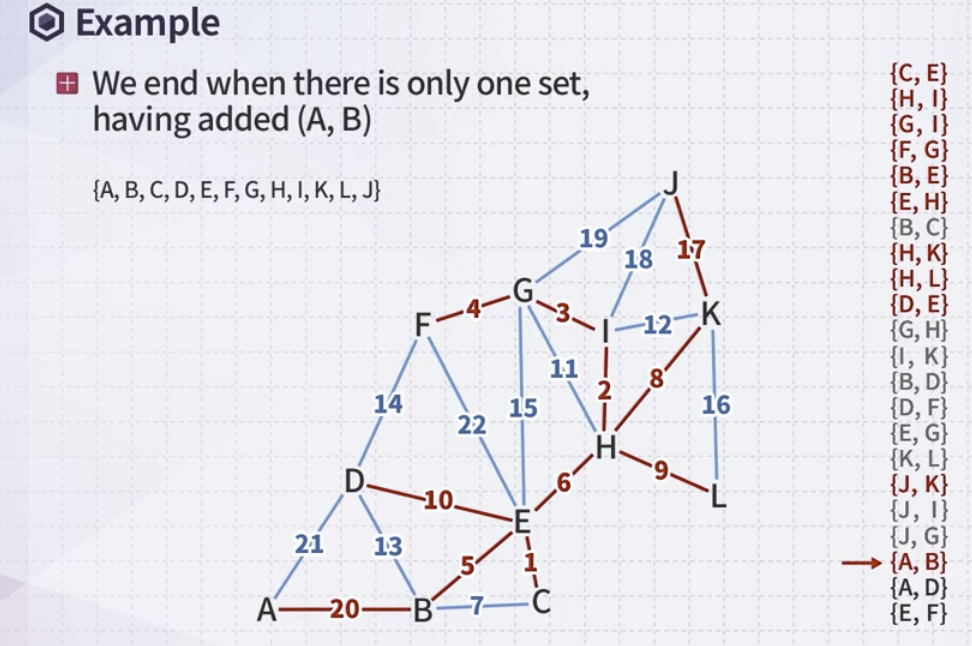 Example
We end when there is only one set,
having added (A, B)
{A, B, C, D, E, F, G, H, I, K, L, J}
J
19
18
17
G
K
F
4
3
I
12
11
2
8
14
15
16
22
H
6
9
D
L
10
E
21
13
5
1
A
20
B
7
C
{C, E}
{H, I}
{G, I}
{F, G}
{B, E}
{E, H}
{B, C}
{H, K}
{H, L}
{D, E}
{G, H}
{I, K}
{B, D}
{D, F}
{E, G}
{K, L}
{J, K}
{J, I}
{J, G}
{A, B}
{A, D}
{E, F}